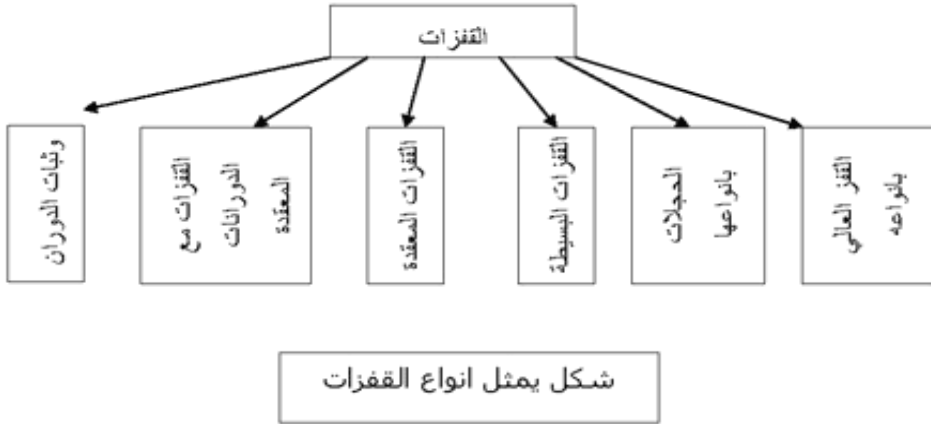 القفزات
القفز العالي
بانواعه
الحجلات
بانواعها
القفزات البسيطة
القفزات المعقدة
القفزات مع
الدورانات
المعقدة
وثبات الدوران
شكل يمثل انواع القفزات